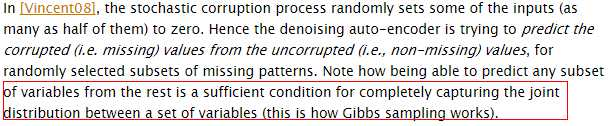 In [Vincent08], the stochastic corruption process randomly sets some of the inputs (as
many as half of them) to zero. Hence the denoising auto-encoder is trying to predict the
corrupted (i.e. missing) values from the uncorrupted (i.e., non-missing) values, for
randomly selected subsets of missing patterns. Note how being able to predict any subset
of variables from the rest is a sufficient condition for completely capturing the joint
distribution between a set of variables (this is how Gibbs sampling works).